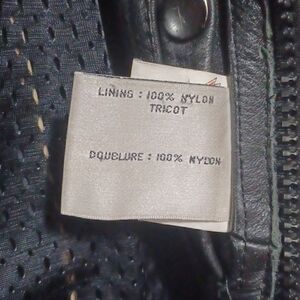 LINING : 100% NYLON
TRICOT
DOUBLURE : 100% NYLON